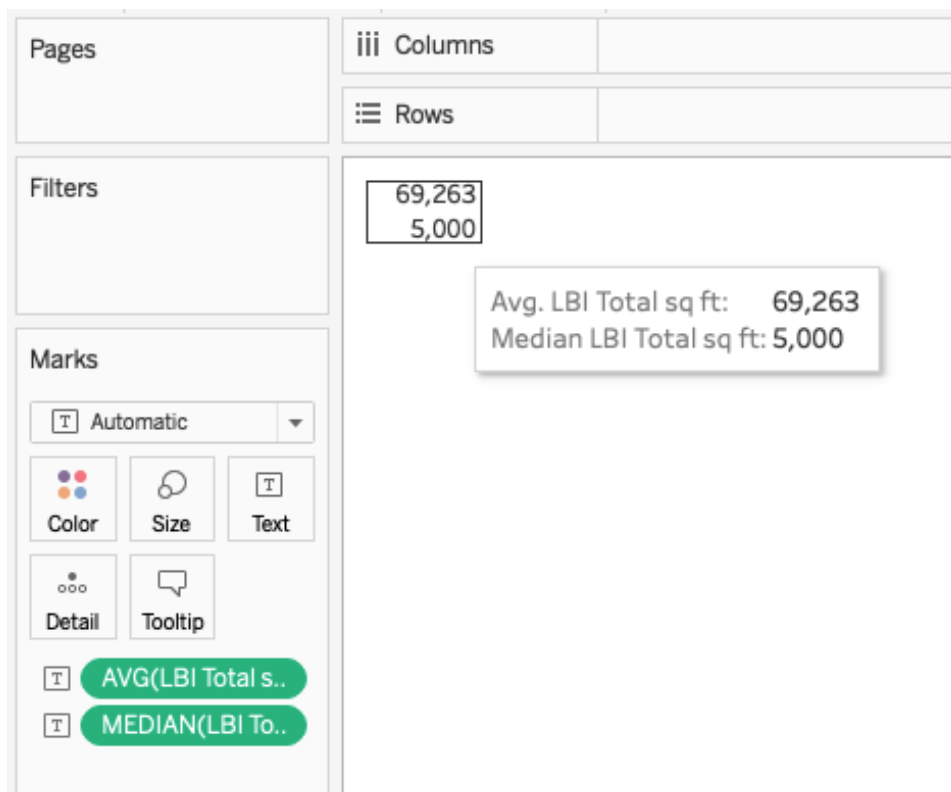 Pages
Columns
Rows
Filters
69,263
5,000
Avg. LBI Total sq ft: 69,263
Median LBI Total sq ft: 5,000
Marks
T Automatic
Color Size T Text
Detail Tooltip
T AVG(LBI Total s..
T MEDIAN(LBI To..